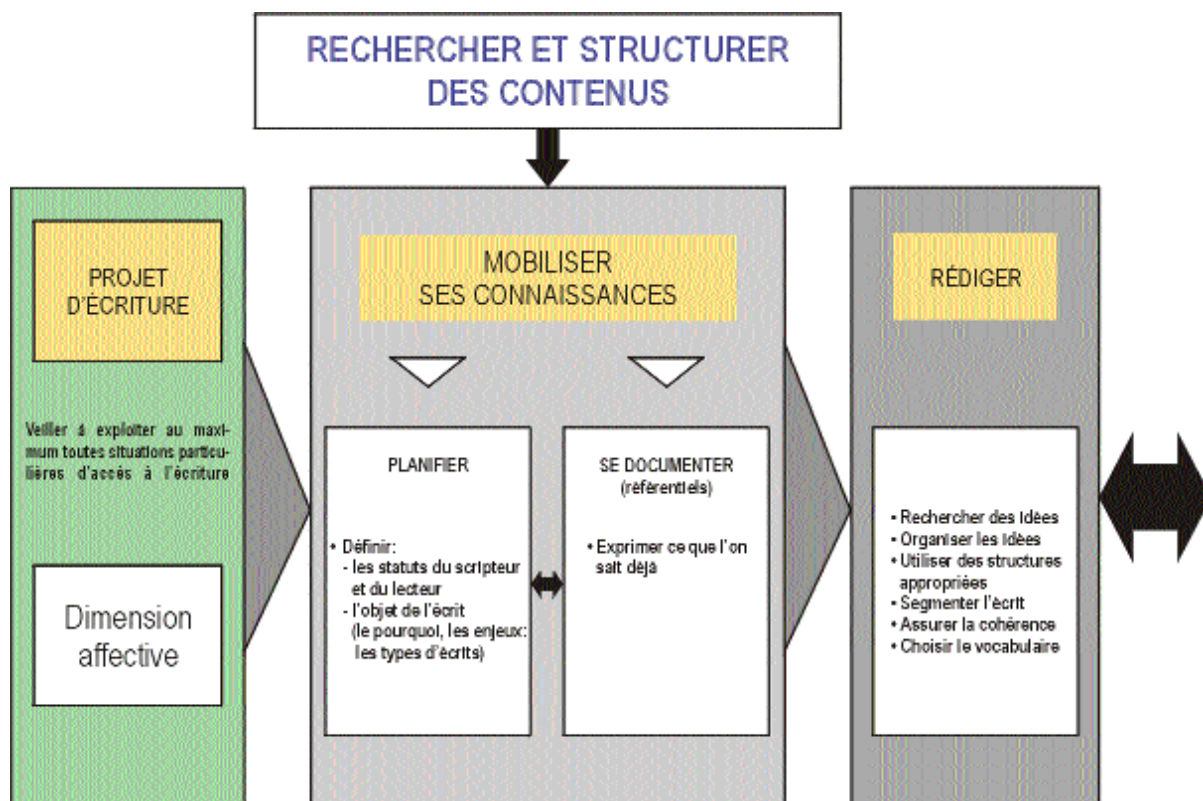 RECHERCHER ET STRUCTURER
DES CONTENUS
PROJET
D'ÉCRITURE
Veiller à exploiter au maxi-
mum toutes situations particu-
lières d'accès à l'écriture
Dimension
affective
MOBILISER
SES CONNAISSANCES
PLANIFIER
• Définir:
- les statuts du scripteur
et du lecteur
- l'objet de l'écrit
(le pourquoi, les enjeux:
les types d'écrits)
SE DOCUMENTER
(référentiels)
• Exprimer ce que l'on
sait déjà
RÉDIGER
• Rechercher des idées
• Organiser les idées
• Utiliser des structures
appropriées
• Segmenter l'écrit
• Assurer la cohérence
• Choisir le vocabulaire